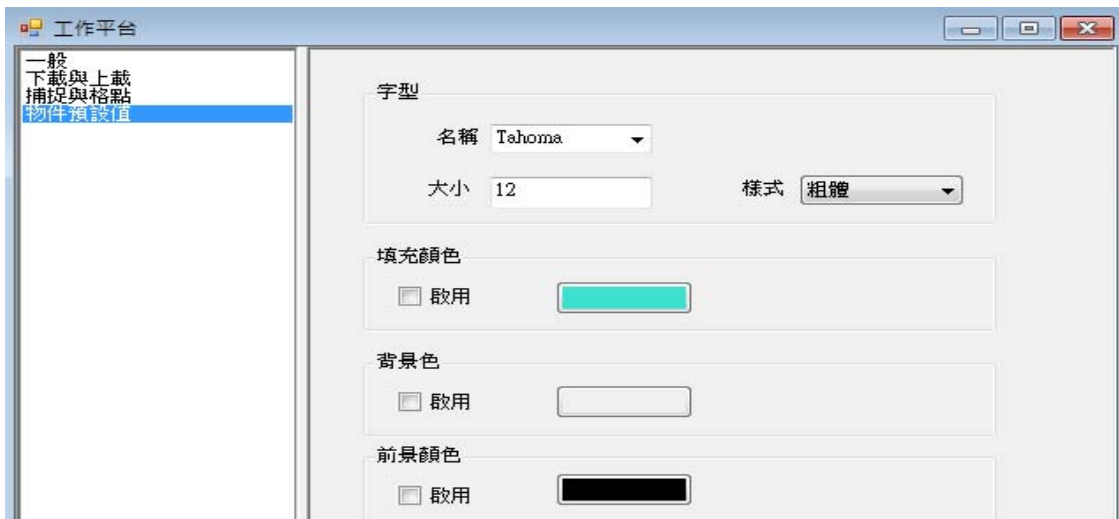 工作平台
一般
下載與上載
捕捉與格點
物件預設值
字型
名稱 Tahoma
大小 12 樣式 粗體
填充顏色
啟用
背景色
啟用
前景顏色
啟用